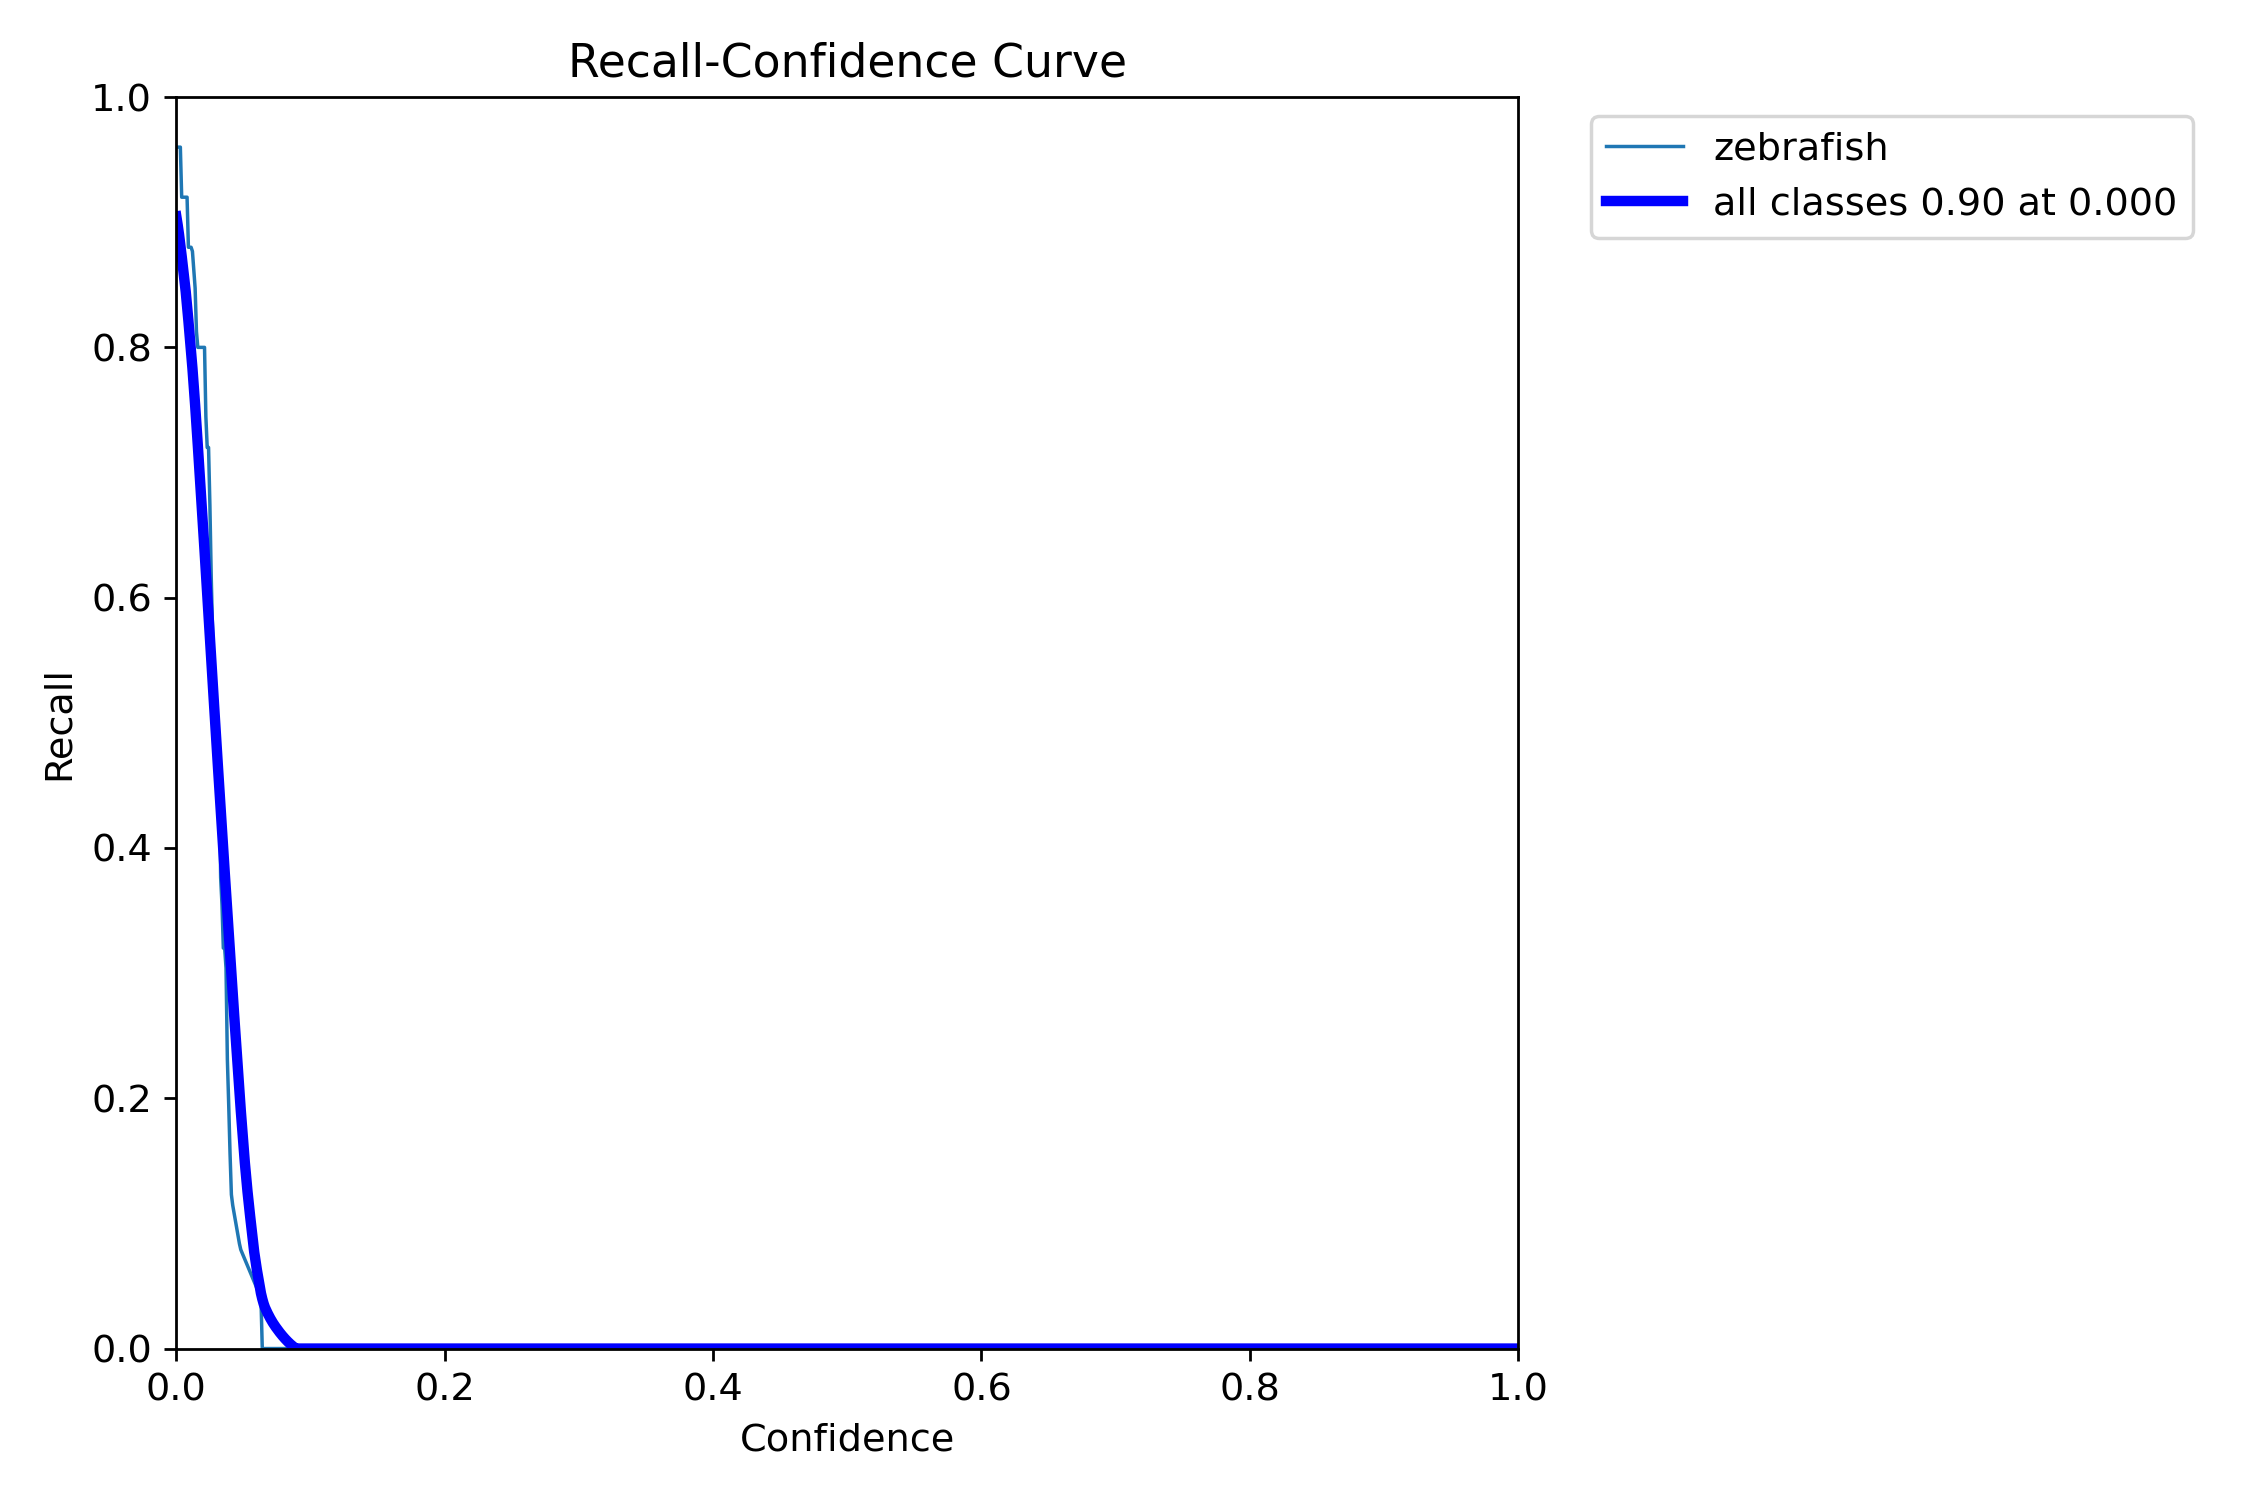 Recall-Confidence Curve
zebrafish
all classes 0.90 at 0.000
1.0
0.8
0.6
0.4
0.2
0.0
Recall
0.0 0.2 0.4 0.6 0.8 1.0
Confidence